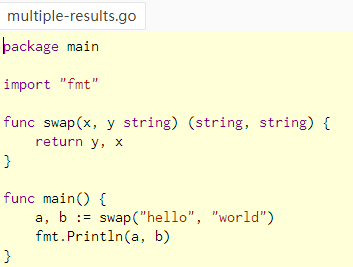 multiple-results.go
package main
import "fmt"
func swap(x, y string) (string, string) {
    return y, x
}
func main() {
    a, b := swap("hello", "world")
    fmt.Println(a, b)
}